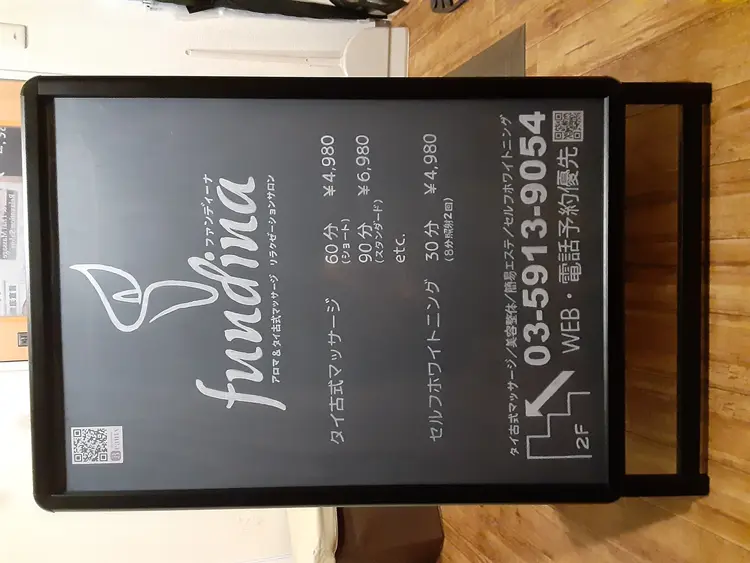 fundina
ファンディーナ
アロマ & タイ古式マッサージ リラクゼーションサロン
タイ古式マッサージ 60分 ¥4,980
(ショート)
90分 ¥6,980
(スタンダード)
etc.
セルフホワイトニング 30分 ¥4,980
(8分照射2回)
タイ古式マッサージ/美容整体/簡易エステ/セルフホワイトニング
03-5913-9054
WEB・電話予約優先
2F